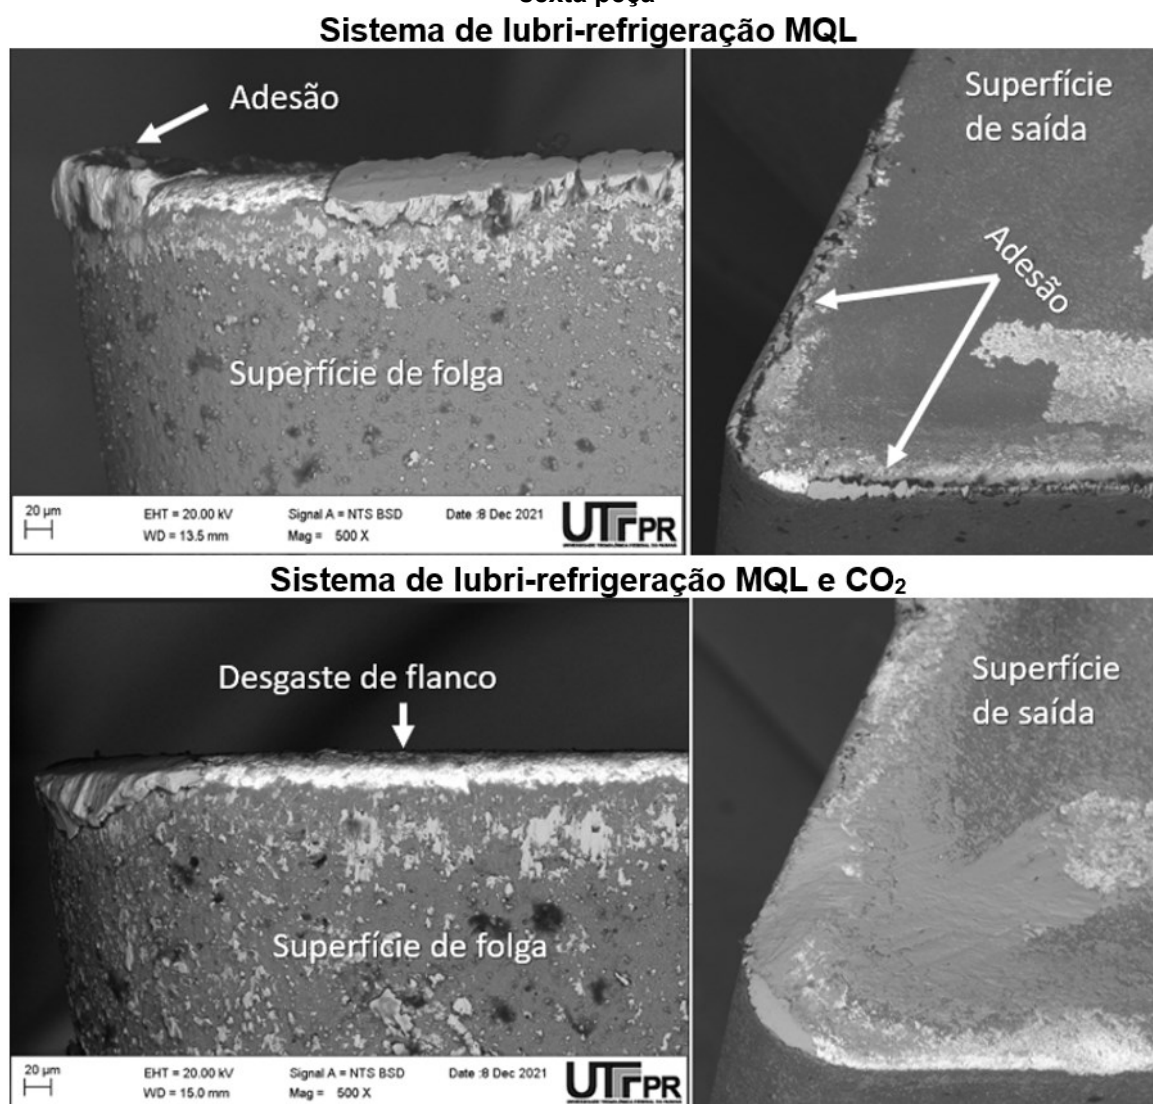 sexta peça
Sistema de lubri-refrigeração MQL
Adesão
Superfície de folga
20 µm
EHT = 20.00 kV
Signal A = NTS BSD
Date :8 Dec 2021
WD = 13.5 mm
Mag = 500 X
UTFPR
Superfície
de saída
Adesão
Sistema de lubri-refrigeração MQL e CO₂
Desgaste de flanco
Superfície de folga
20 µm
EHT = 20.00 kV
Signal A = NTS BSD
Date :8 Dec 2021
WD = 15.0 mm
Mag = 500 X
UTFPR
Superfície
de saída